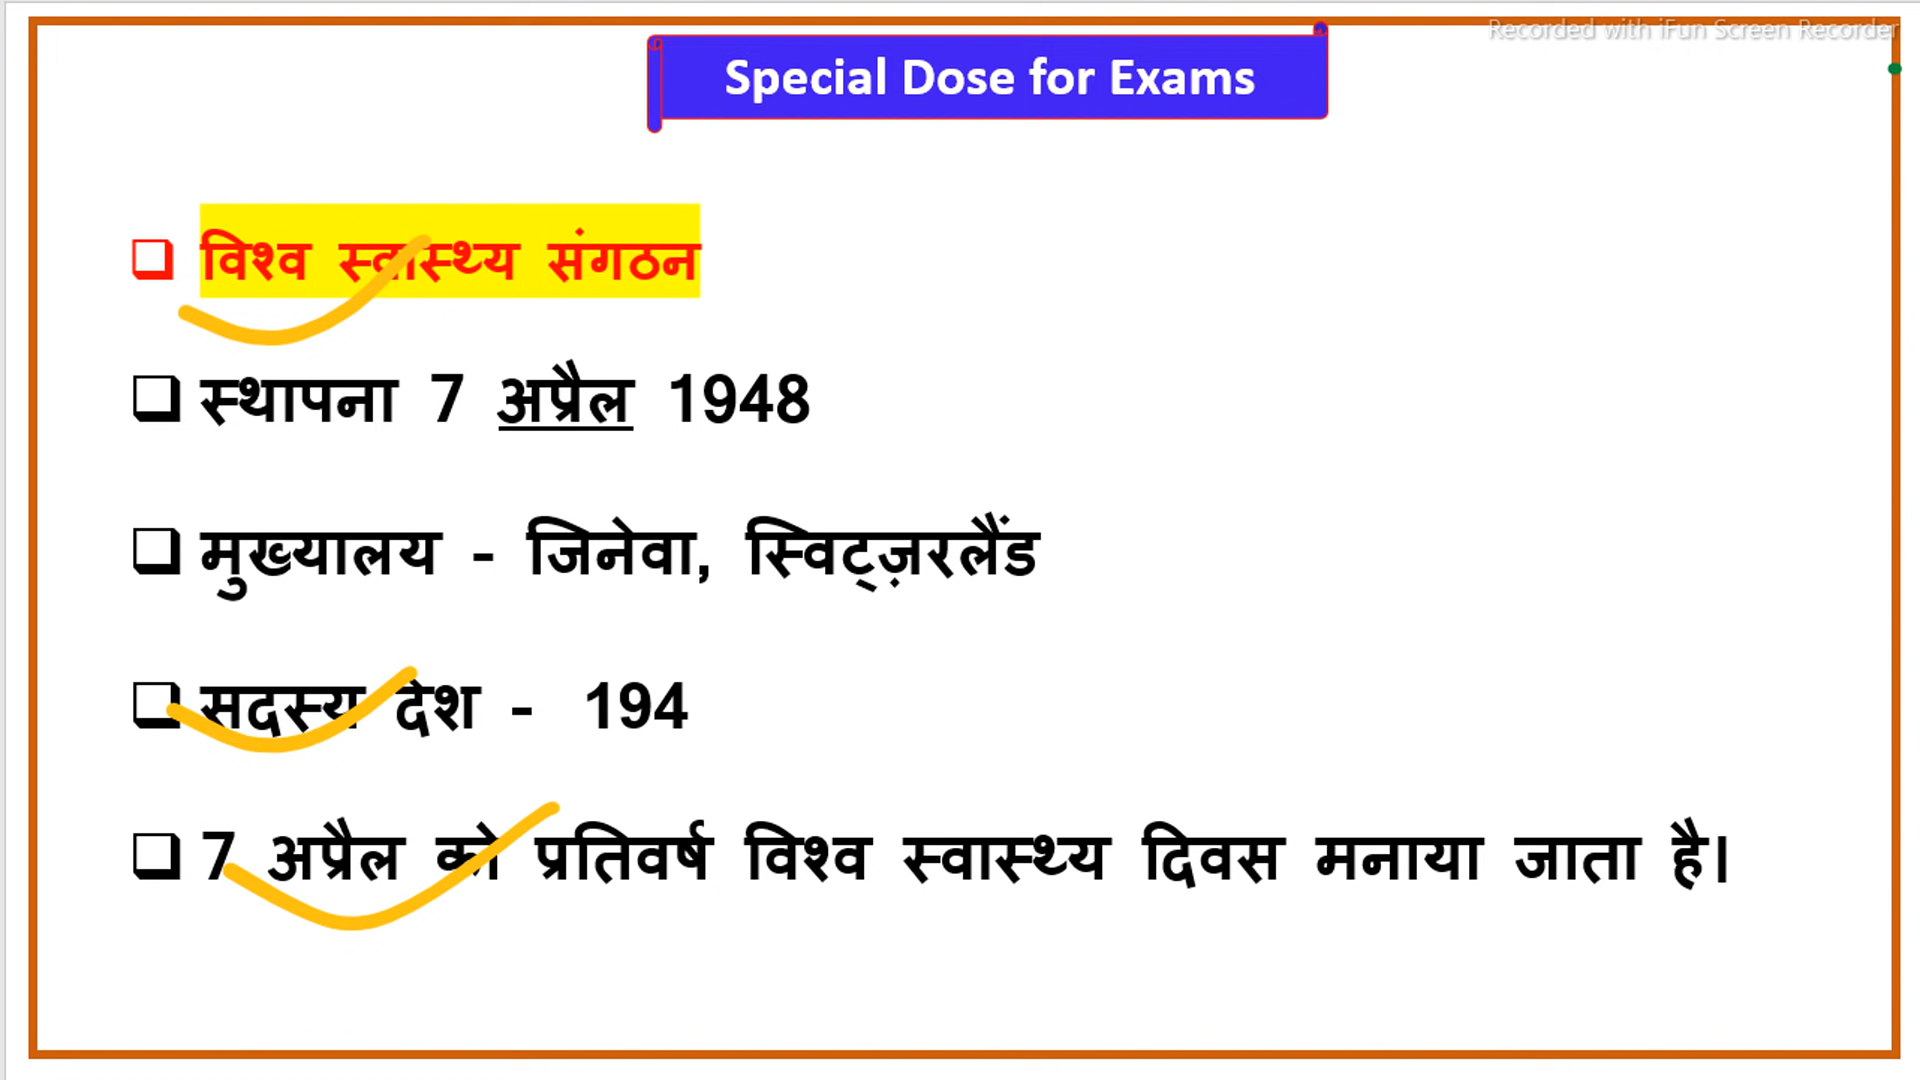 Recorded with iFun Screen Recorder
Special Dose for Exams
विश्व स्वास्थ्य संगठन
स्थापना 7 अप्रैल 1948
मुख्यालय - जिनेवा, स्विट्ज़रलैंड
सदस्य देश - 194
7 अप्रैल को प्रतिवर्ष विश्व स्वास्थ्य दिवस मनाया जाता है।